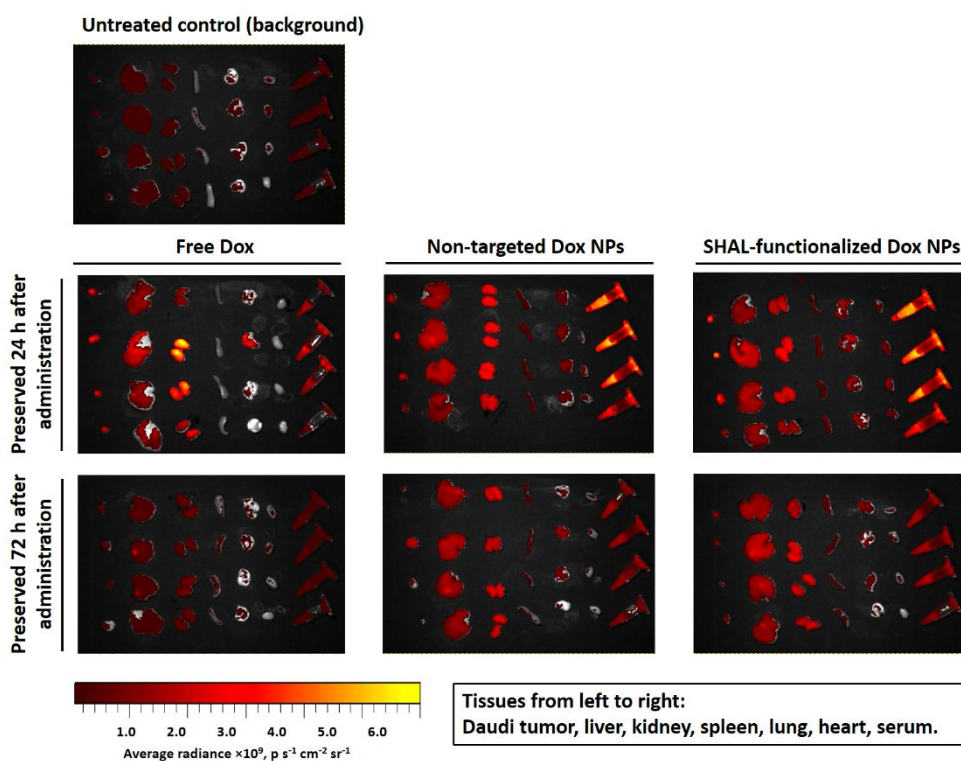 Untreated control (background)
Free Dox
Non-targeted Dox NPs
SHAL-functionalized Dox NPs
Preserved 24 h after
administration
Preserved 72 h after
administration
1.0 2.0 3.0 4.0 5.0 6.0
Average radiance ×10⁹, p s⁻¹ cm⁻² sr⁻¹
Tissues from left to right:
Daudi tumor, liver, kidney, spleen, lung, heart, serum.